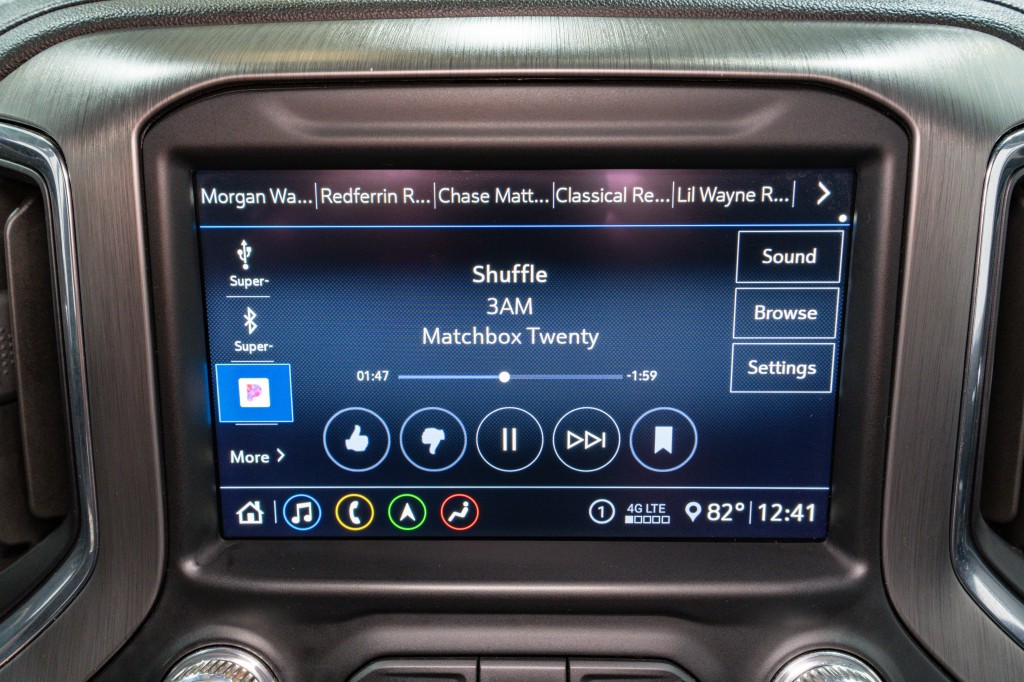 Morgan Wa... Redferrin R... Chase Matt... Classical Re... Lil Wayne R...
Super-
Super-
More
Shuffle
3AM
Matchbox Twenty
01:47 -1:59
Sound
Browse
Settings
1 4G LTE 82° 12:41